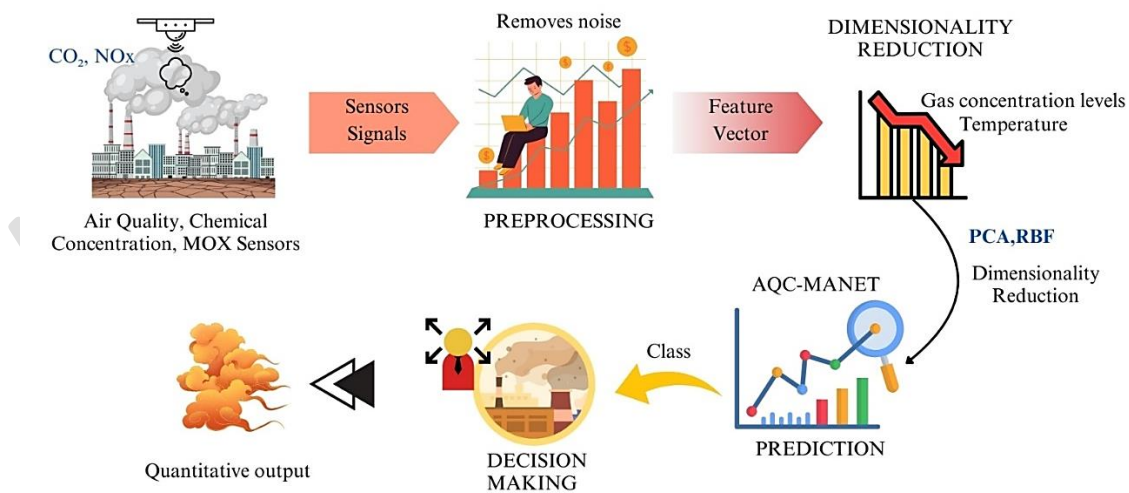 CO₂, NOx
Air Quality, Chemical
Concentration, MOX Sensors
Sensors
Signals
Removes noise
PREPROCESSING
Feature
Vector
DIMENSIONALITY
REDUCTION
Gas concentration levels
Temperature
PCA,RBF
Dimensionality
Reduction
AQC-MANET
PREDICTION
Class
DECISION
MAKING
Quantitative output